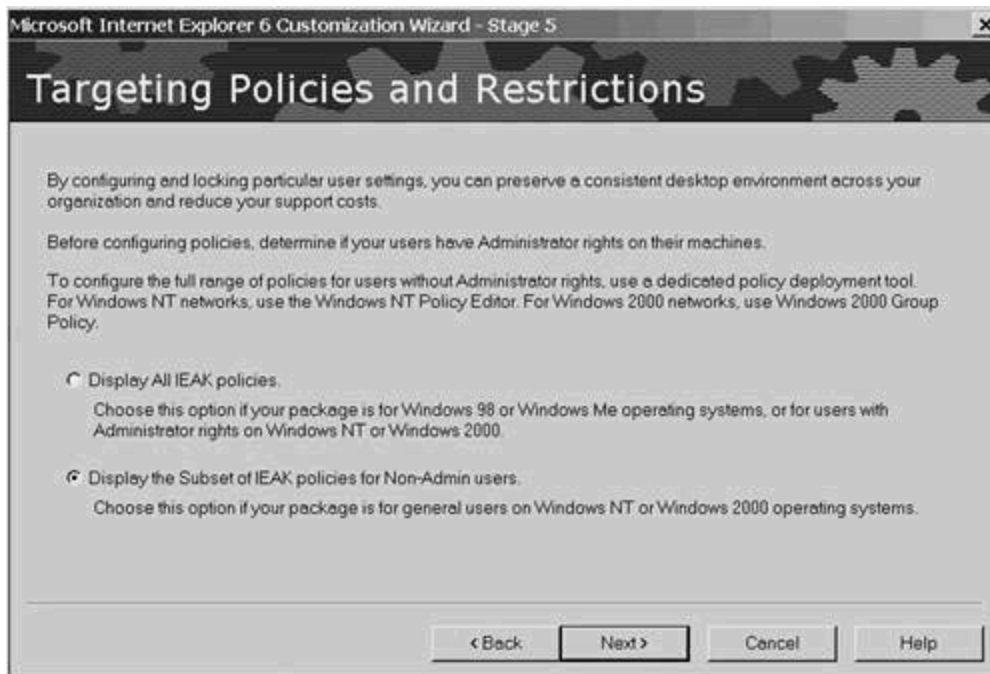 Microsoft Internet Explorer 6 Customization Wizard - Stage 5
Targeting Policies and Restrictions
By configuring and locking particular user settings, you can preserve a consistent desktop environment across your
organization and reduce your support costs.
Before configuring policies, determine if your users have Administrator rights on their machines.
To configure the full range of policies for users without Administrator rights, use a dedicated policy deployment tool.
For Windows NT networks, use the Windows NT Policy Editor. For Windows 2000 networks, use Windows 2000 Group
Policy.
Display All IEAK policies.
Choose this option if your package is for Windows 98 or Windows Me operating systems, or for users with
Administrator rights on Windows NT or Windows 2000.
Display the Subset of IEAK policies for Non-Admin users.
Choose this option if your package is for general users on Windows NT or Windows 2000 operating systems.
< Back Next > Cancel Help